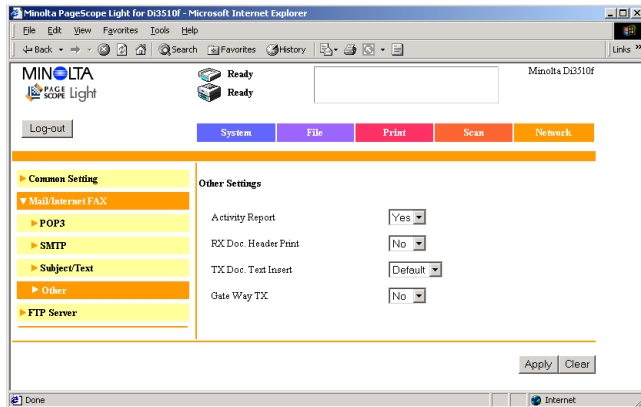 Minolta PageScope Light for Di3510f - Microsoft Internet Explorer
File Edit View Favorites Tools Help
Back Search Favorites History Links »
MINOLTA
PAGE SCOPE Light
Ready
Ready
Minolta Di3510f
Log-out
System File Print Scan Network
Common Setting
Mail/Internet FAX
POP3
SMTP
Subject/Text
Other
FTP Server
Other Settings
Activity Report Yes
RX Doc. Header Print No
TX Doc. Text Insert Default
Gate Way TX No
Apply Clear
Done Internet